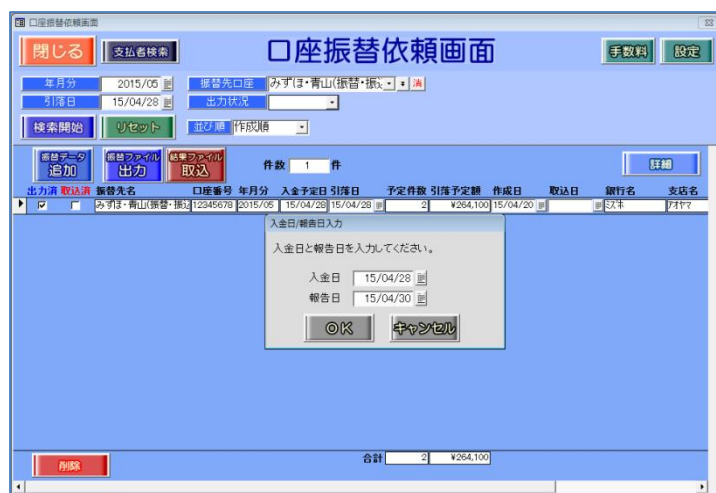 口座振替依頼画面
閉じる 支払者検索 口座振替依頼画面 手数料 設定
年月分 2015/05 振替先口座 みずほ・青山(振替・振込 消
引落日 15/04/28 出力状況
検索開始 リセット 並び順 作成順
振替データ 追加 振替ファイル 出力 結果ファイル 取込 件数 1 件 詳細
出力済 取込済 振替先名 口座番号 年月分 入金予定日 引落日 予定件数 引落予定額 作成日 取込日 銀行名 支店名
みずほ・青山(振替・振込 12345678 2015/05 15/04/28 15/04/28 2 ¥264,100 15/04/20 ミズホ アオヤマ
入金日/報告日入力
入金日と報告日を入力してください。
入金日 15/04/28
報告日 15/04/30
OK キャンセル
削除 合計 2 ¥264,100